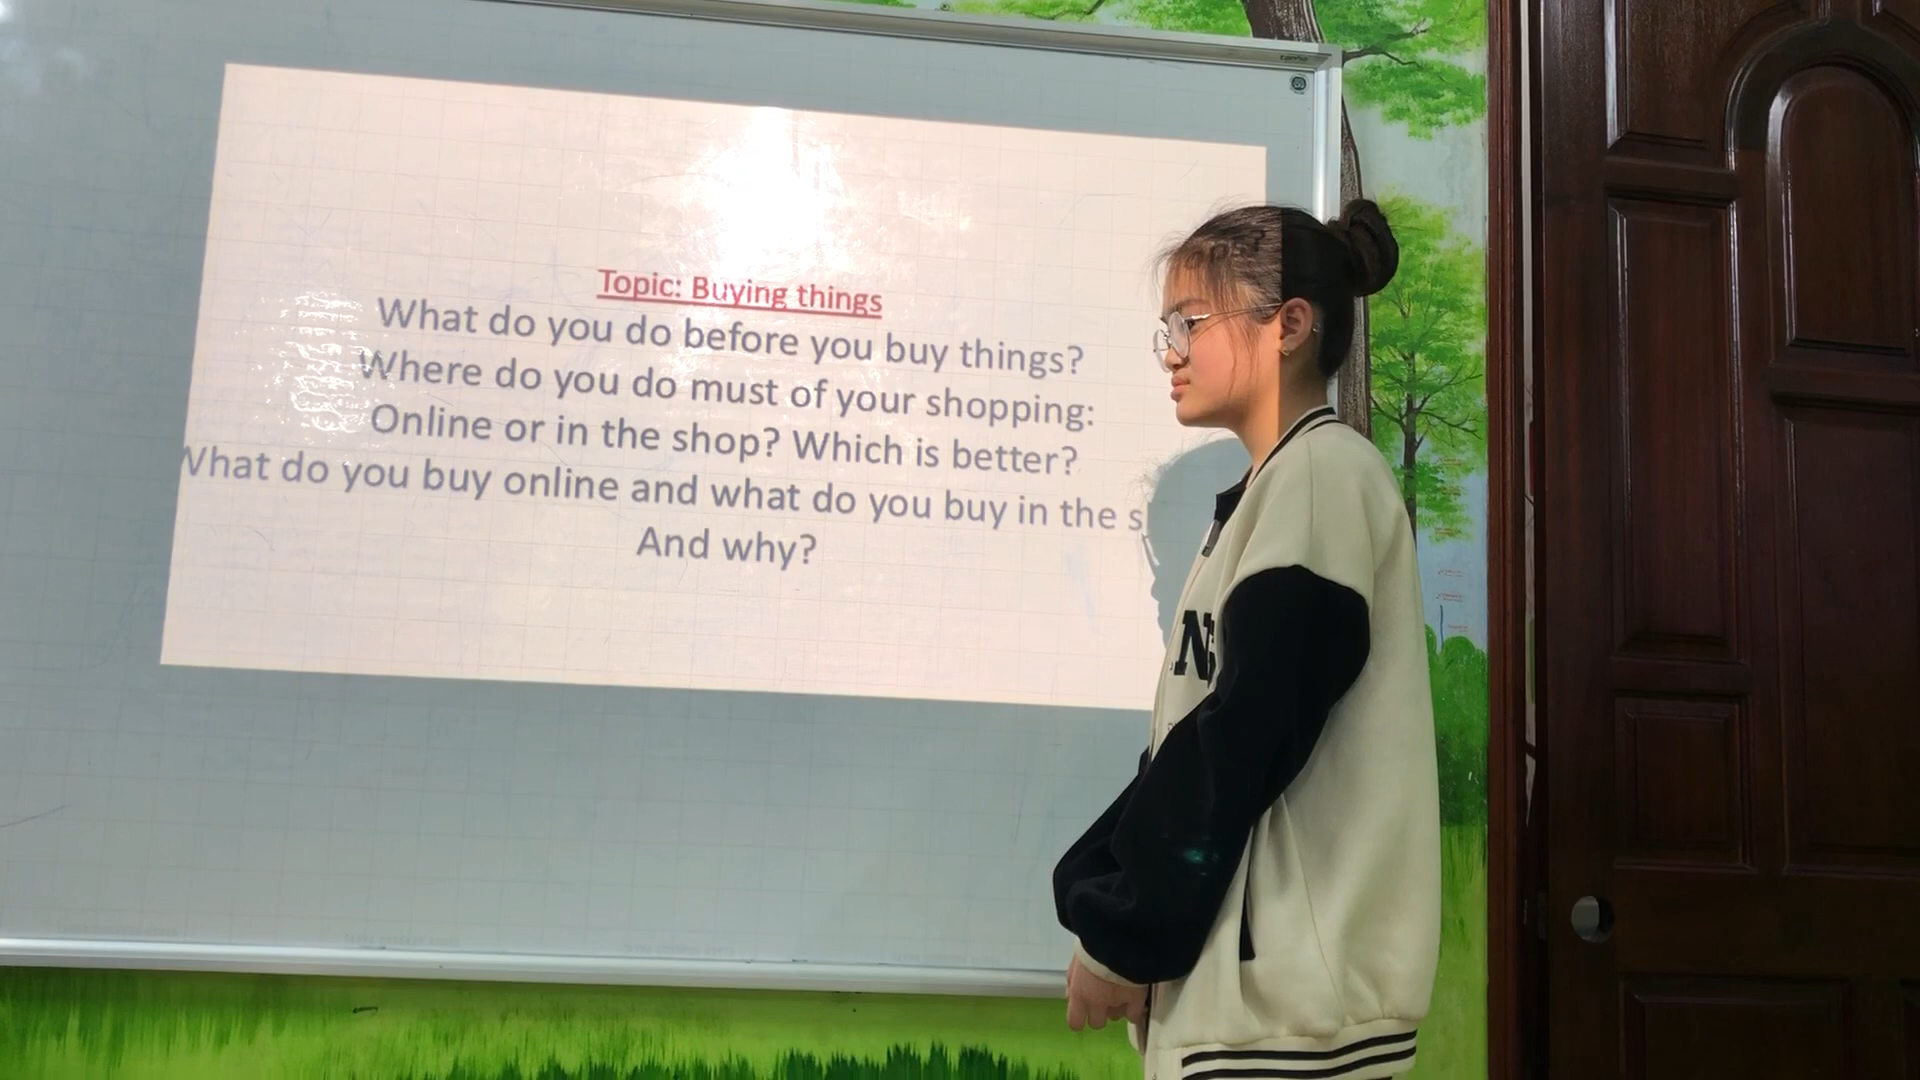 Topic: Buying things
What do you do before you buy things?
Where do you do must of your shopping:
Online or in the shop? Which is better?
What do you buy online and what do you buy in the s
And why?
N